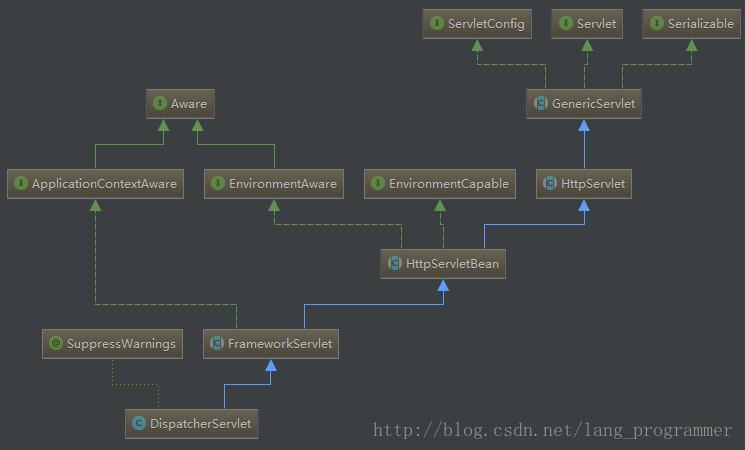 ServletConfig Servlet Serializable
Aware GenericServlet
ApplicationContextAware EnvironmentAware EnvironmentCapable HttpServlet
HttpServletBean
SuppressWarnings FrameworkServlet
DispatcherServlet
http://blog.csdn.net/lang_programmer